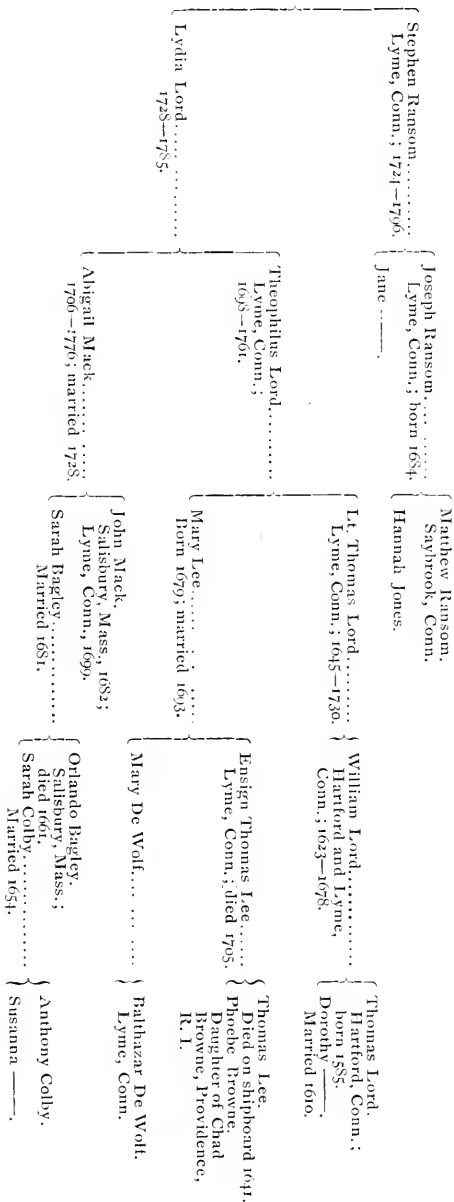 Stephen Ransom..........
Lyme, Conn.; 1724—1796.
Lydia Lord..... .........
1728—1785.
Joseph Ransom.... ......
Lyme, Conn.; born 1684.
Jane ——.
Theophilus Lord..........
Lyme, Conn.;
1698—1761.
Abigail Mack....... .....
1706—1776; married 1728.
Matthew Ransom.
Saybrook, Conn.
Hannah Jones.
Lt. Thomas Lord..........
Lyme, Conn.; 1645—1730.
Mary Lee...... . : . .....
Born 1679; married 1693.
John Mack.
Salisbury, Mass., 1682;
Lyme, Conn., 1699.
Sarah Bagley.............
Married 1681.
William Lord.............
Hartford and Lyme,
Conn.; 1623—1678.
Ensign Thomas Lee......
Lyme, Conn.; died 1705.
Mary De Wolf.... ... ...
Orlando Bagley.
Salisbury, Mass.;
died 1661.
Sarah Colby............
Married 1654.
Thomas Lord.
Hartford, Conn.;
born 1585.
Dorothy ——.
Married 1610.
Thomas Lee.
Died on shipboard 1641.
Phoebe Browne.
Daughter of Chad
Browne, Providence,
R. I.
Balthazar De Wolf.
Lyme, Conn.
Anthony Colby.
Susanna ——.